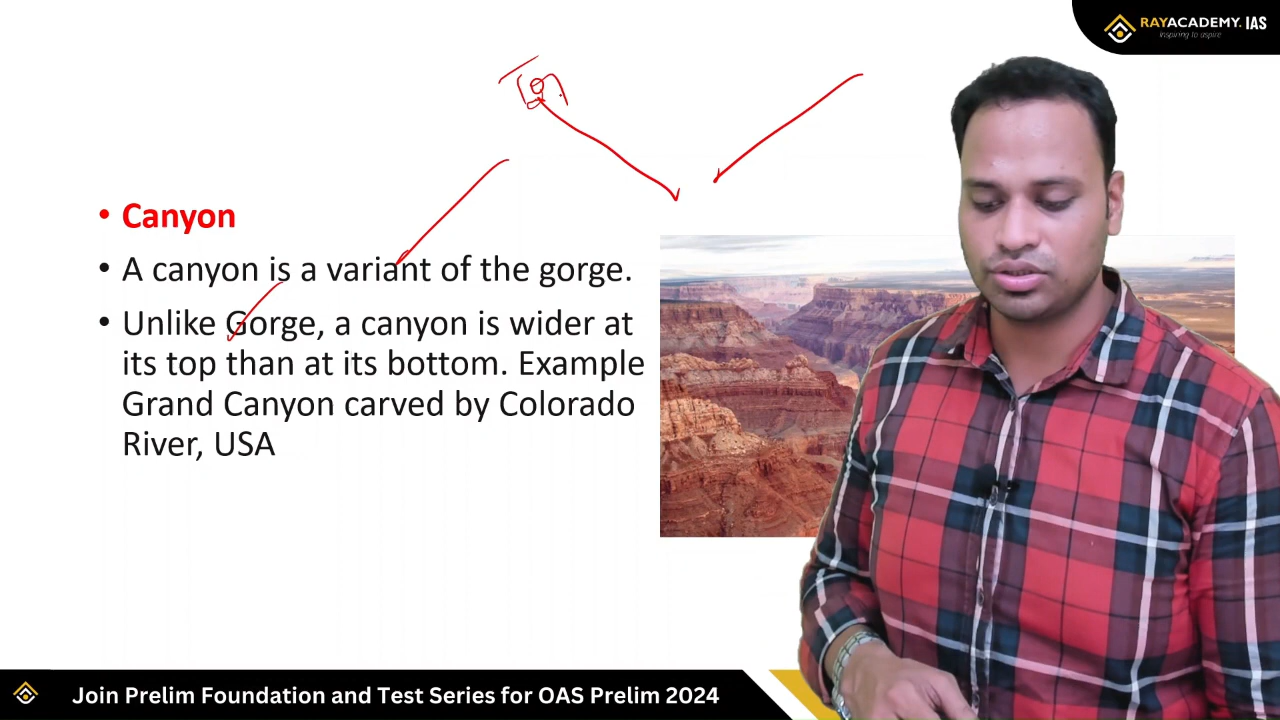 RAYACADEMY. IAS
Inspiring to aspire
• Canyon
• A canyon is a variant of the gorge.
• Unlike Gorge, a canyon is wider at
its top than at its bottom. Example
Grand Canyon carved by Colorado
River, USA
Join Prelim Foundation and Test Series for OAS Prelim 2024